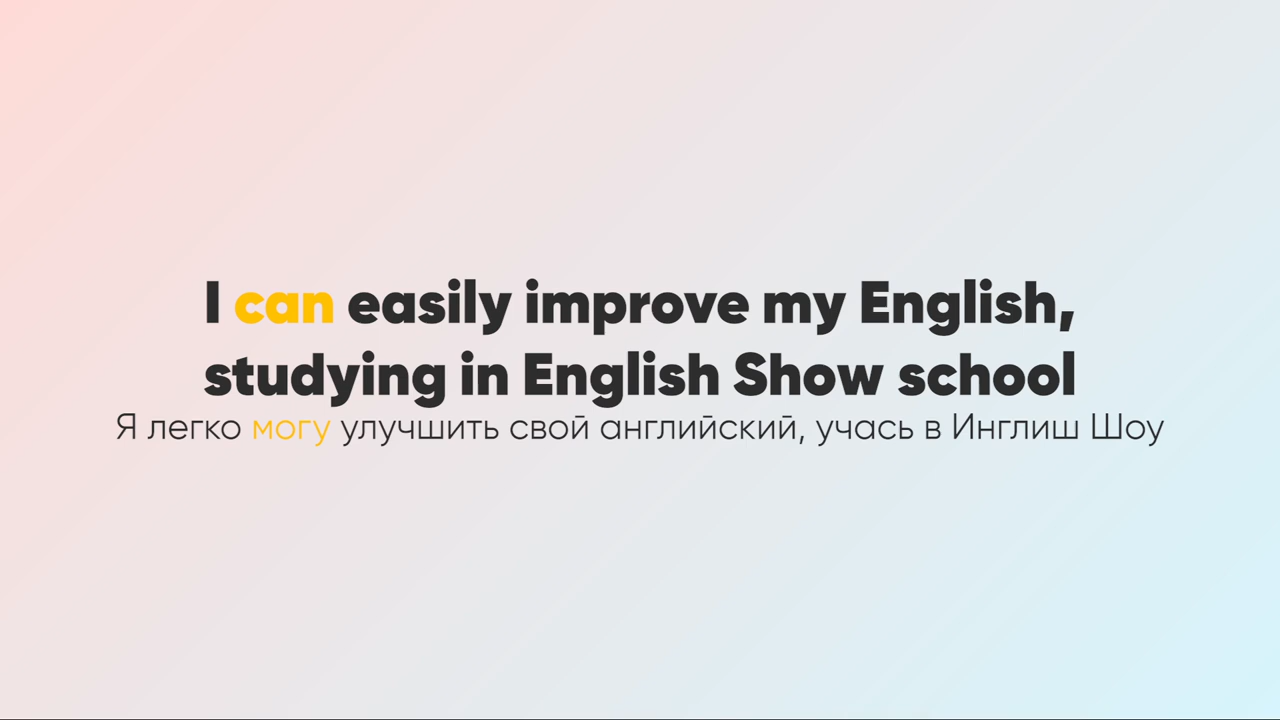 I can easily improve my English,
studying in English Show school
Я легко могу улучшить свой английский, учась в Инглиш Шоу